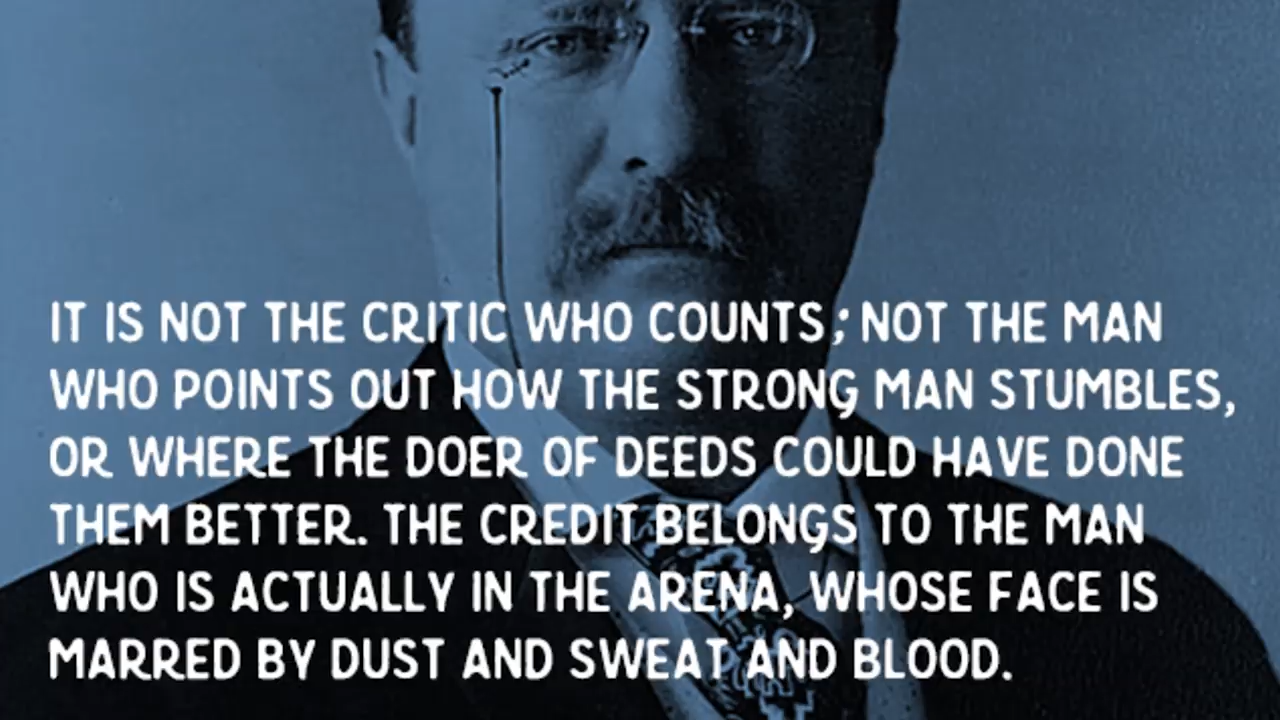 IT IS NOT THE CRITIC WHO COUNTS; NOT THE MAN
WHO POINTS OUT HOW THE STRONG MAN STUMBLES,
OR WHERE THE DOER OF DEEDS COULD HAVE DONE
THEM BETTER. THE CREDIT BELONGS TO THE MAN
WHO IS ACTUALLY IN THE ARENA, WHOSE FACE IS
MARRED BY DUST AND SWEAT AND BLOOD.